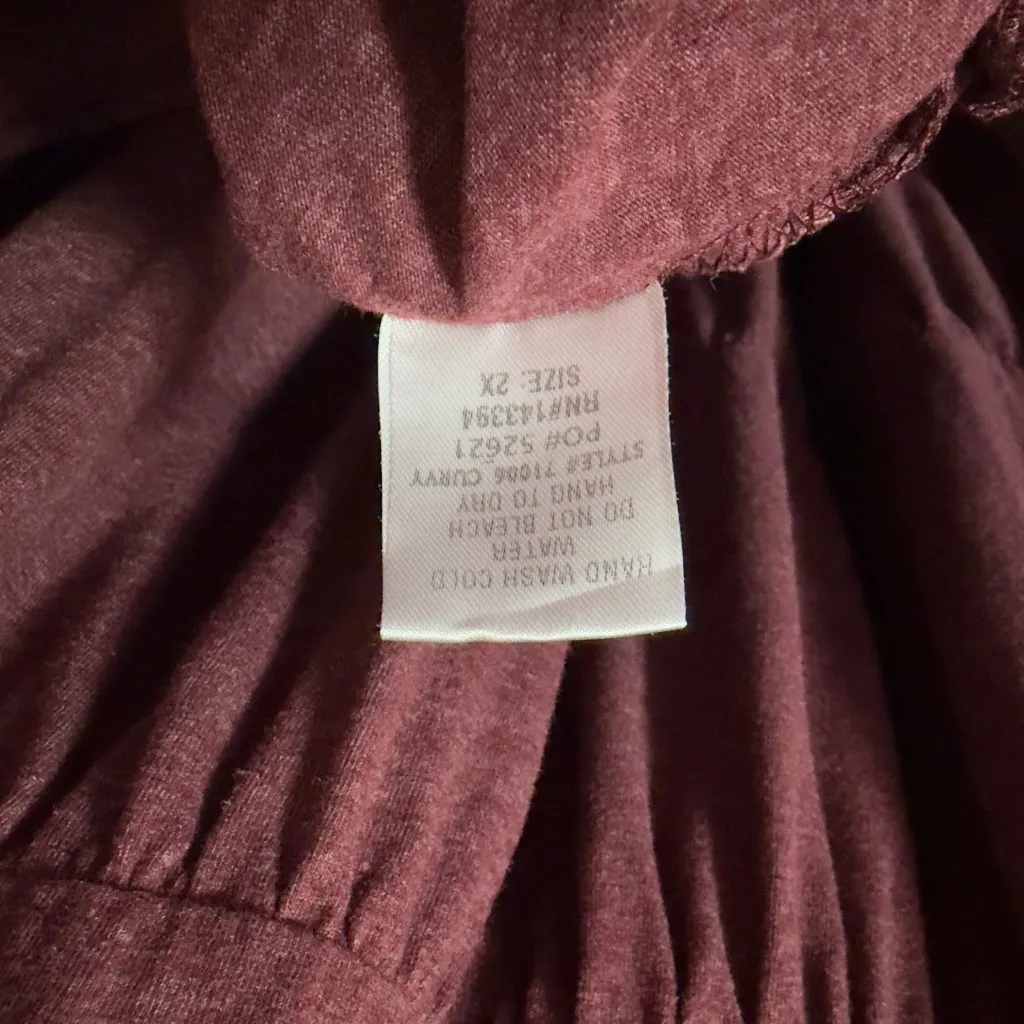 HAND WASH COLD
WATER
DO NOT BLEACH
HANG TO DRY
STYLE# 71006 CURVY
PO# 52621
RN#143394
SIZE: 2X